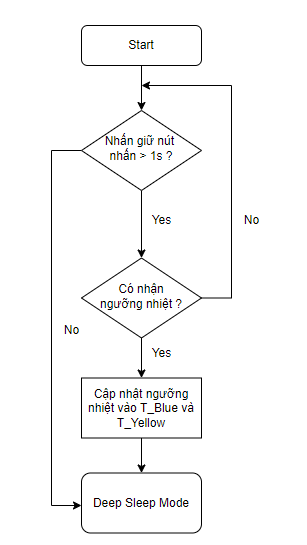 Start
Nhấn giữ nút
nhấn > 1s ?
Yes
No
Có nhận
ngưỡng nhiệt ?
No
Yes
Cập nhật ngưỡng
nhiệt vào T_Blue và
T_Yellow
Deep Sleep Mode